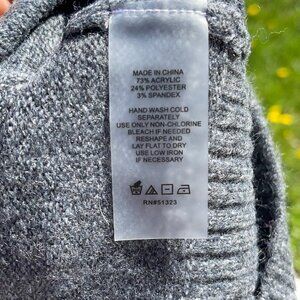 MADE IN CHINA
73% ACRYLIC
24% POLYESTER
3% SPANDEX
HAND WASH COLD
SEPARATELY
USE ONLY NON-CHLORINE
BLEACH IF NEEDED
RESHAPE AND
LAY FLAT TO DRY
USE LOW IRON
IF NECESSARY
RN#51323